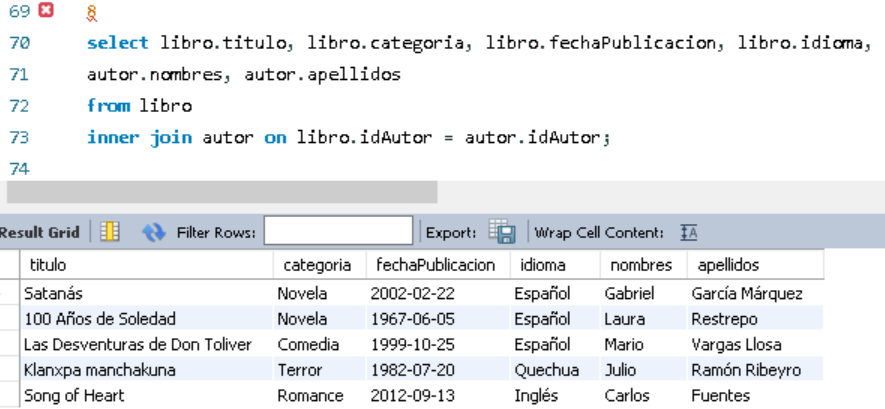 69 8
70 select libro.titulo, libro.categoria, libro.fechaPublicacion, libro.idioma,
71 autor.nombres, autor.apellidos
72 from libro
73 inner join autor on libro.idAutor = autor.idAutor;
74
Result Grid Filter Rows: Export: Wrap Cell Content:
titulo categoria fechaPublicacion idioma nombres apellidos
Satanás Novela 2002-02-22 Español Gabriel García Márquez
100 Años de Soledad Novela 1967-06-05 Español Laura Restrepo
Las Desventuras de Don Toliver Comedia 1999-10-25 Español Mario Vargas Llosa
Klanxpa manchakuna Terror 1982-07-20 Quechua Julio Ramón Ribeyro
Song of Heart Romance 2012-09-13 Inglés Carlos Fuentes